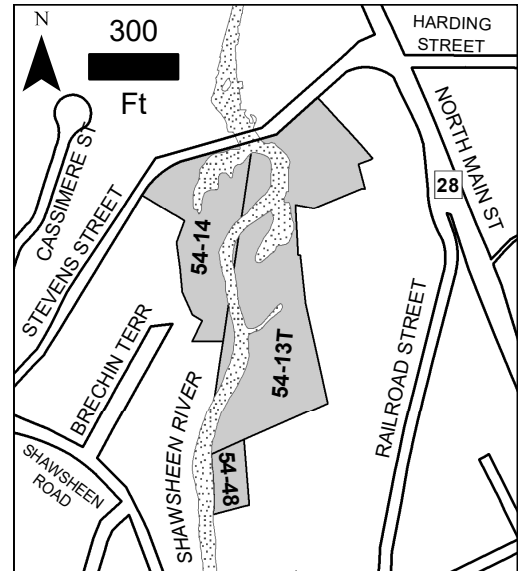 N
300
Ft
HARDING
STREET
CASSIMERE ST
NORTH MAIN ST
28
STEVENS STREET
54-14
BRECHIN TERR
54-13T
RAILROAD STREET
SHAWSHEEN RIVER
SHAWSHEEN
ROAD
54-48